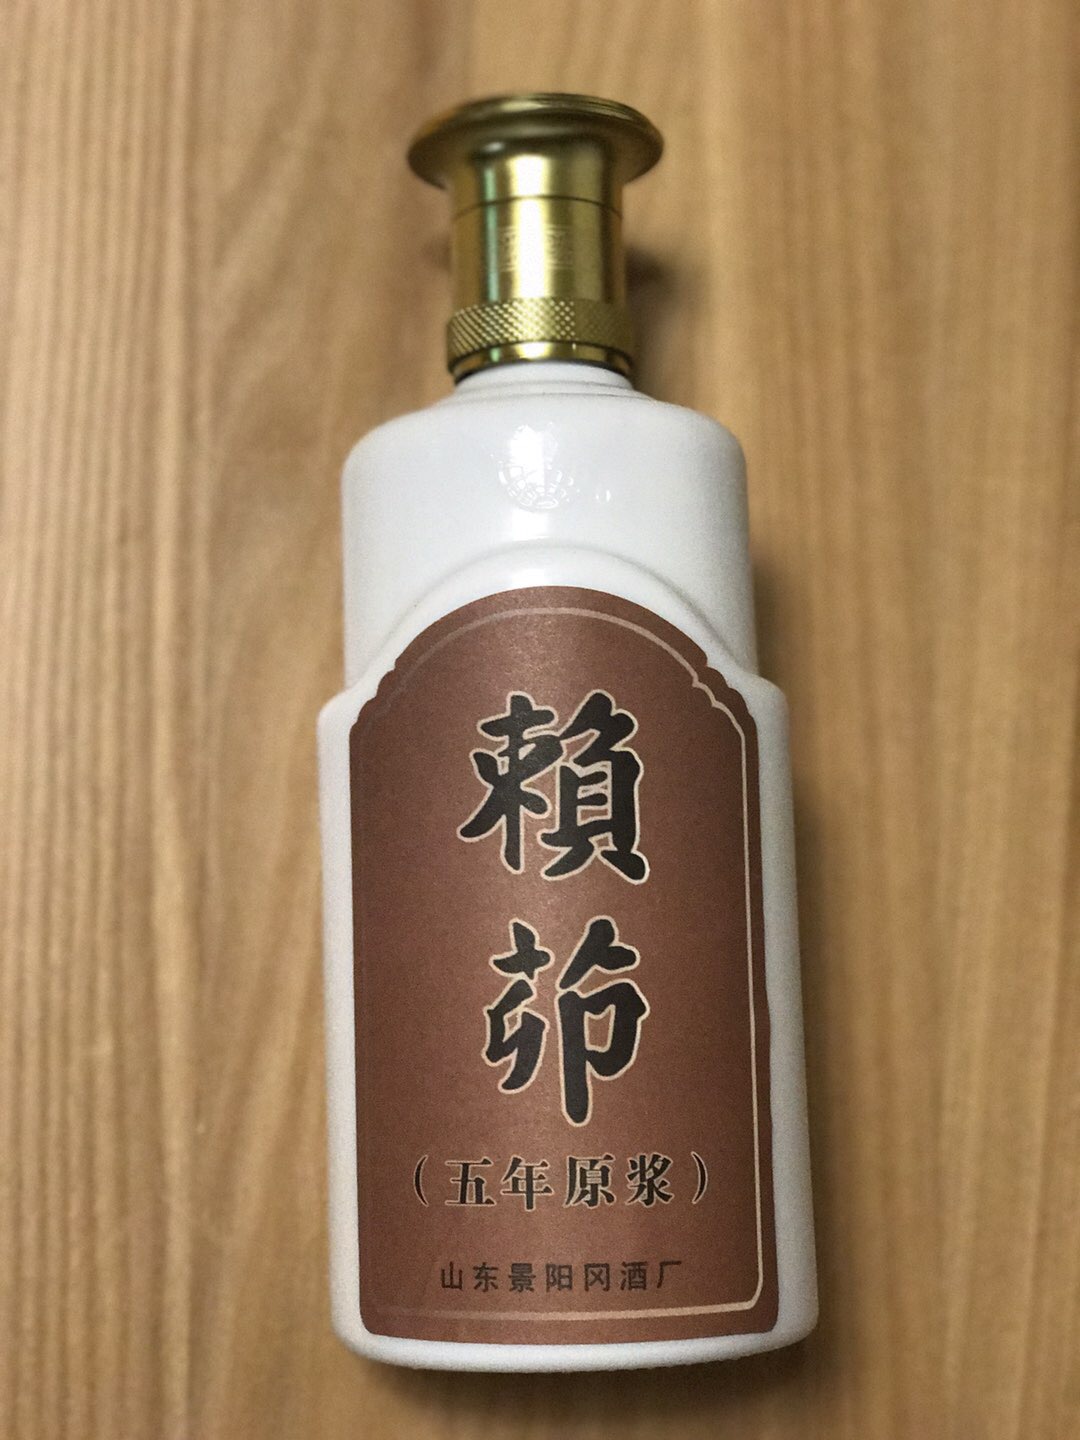 賴
茆
（五年原浆）
山东景阳冈酒厂